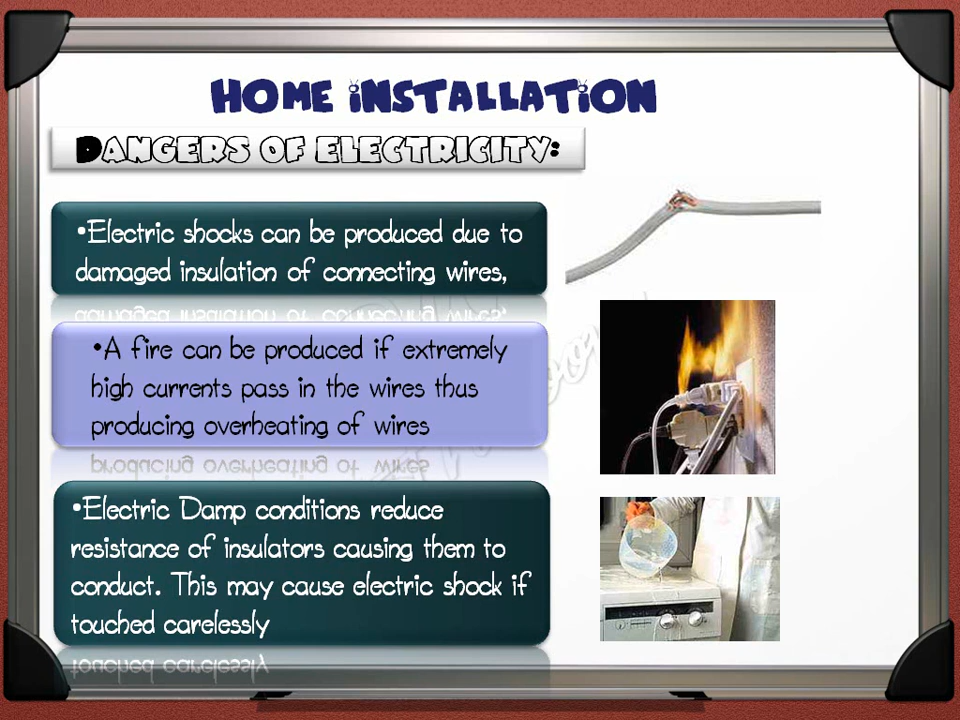 HOME INSTALLATION
DANGERS OF ELECTRICITY:
•Electric shocks can be produced due to
damaged insulation of connecting wires,
•A fire can be produced if extremely
high currents pass in the wires thus
producing overheating of wires
•Electric Damp conditions reduce
resistance of insulators causing them to
conduct. This may cause electric shock if
touched carelessly